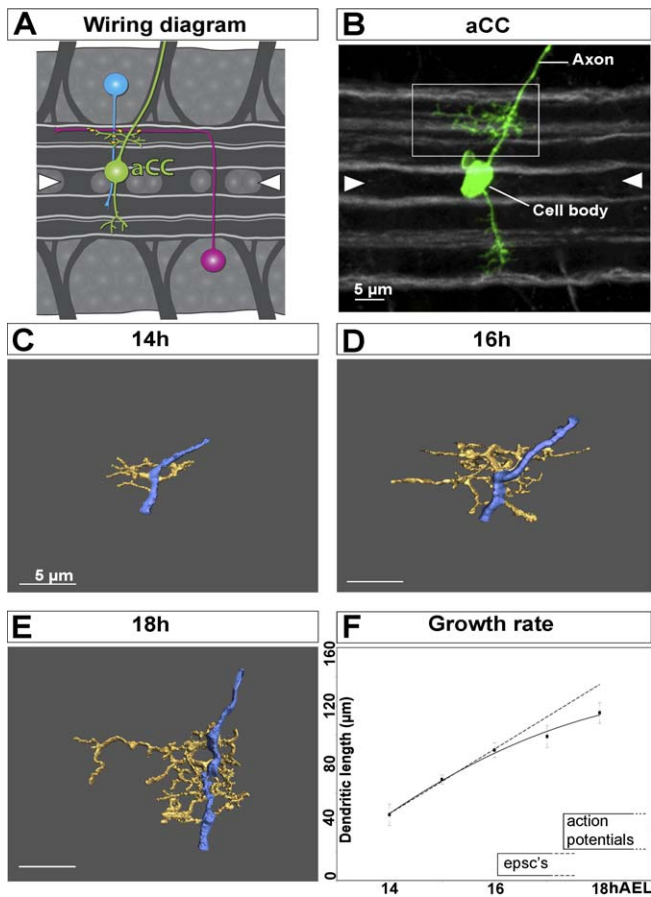 A Wiring diagram
aCC
B aCC
Axon
Cell body
5 µm
C 14h
5 µm
D 16h
E 18h
F Growth rate
Dendritic length (µm)
160
120
80
40
0
action
potentials
epsc's
14 16 18hAEL